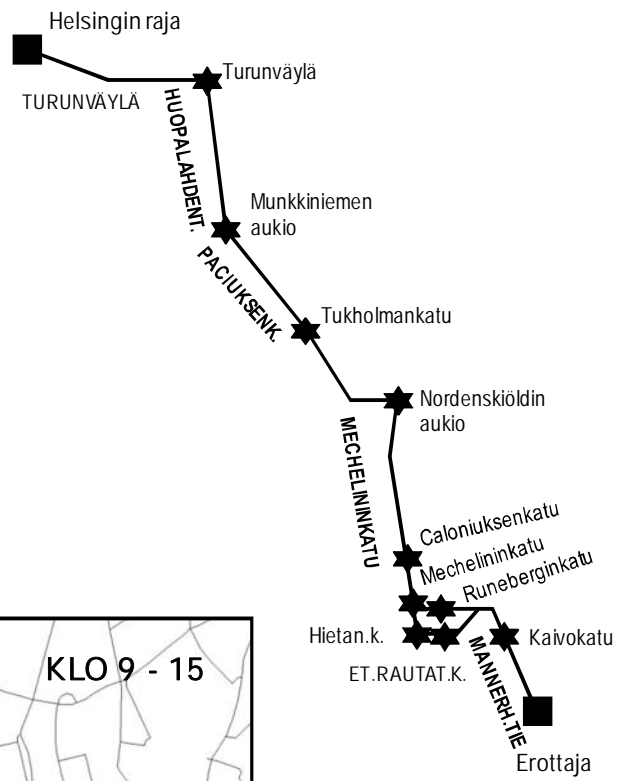 Helsingin raja
Turunväylä
TURUNVÄYLÄ
HUOPALAHDENT.
Munkkiniemen
aukio
PACIUKSENK.
Tukholmankatu
Nordenskiöldin
aukio
MECHELININKATU
Caloniuksenkatu
Mechelininkatu
Runeberginkatu
Hietan.k.
Kaivokatu
ET.RAUTAT.K.
MANNERH.TIE
Erottaja
KLO 9 - 15